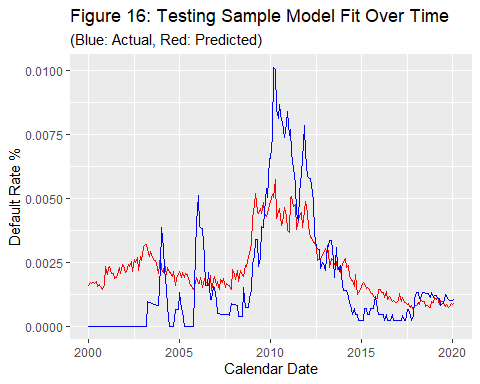 Figure 16: Testing Sample Model Fit Over Time
(Blue: Actual, Red: Predicted)
0.0100
0.0075
0.0050
0.0025
0.0000
Default Rate %
2000 2005 2010 2015 2020
Calendar Date